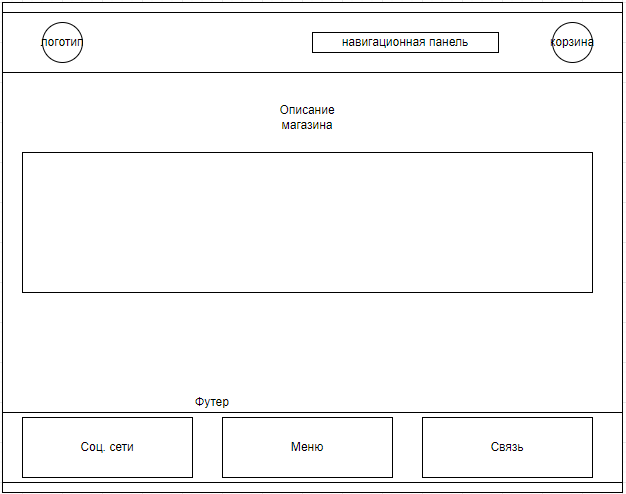 логотип
навигационная панель
корзина
Описание
магазина
Футер
Соц. сети
Меню
Связь